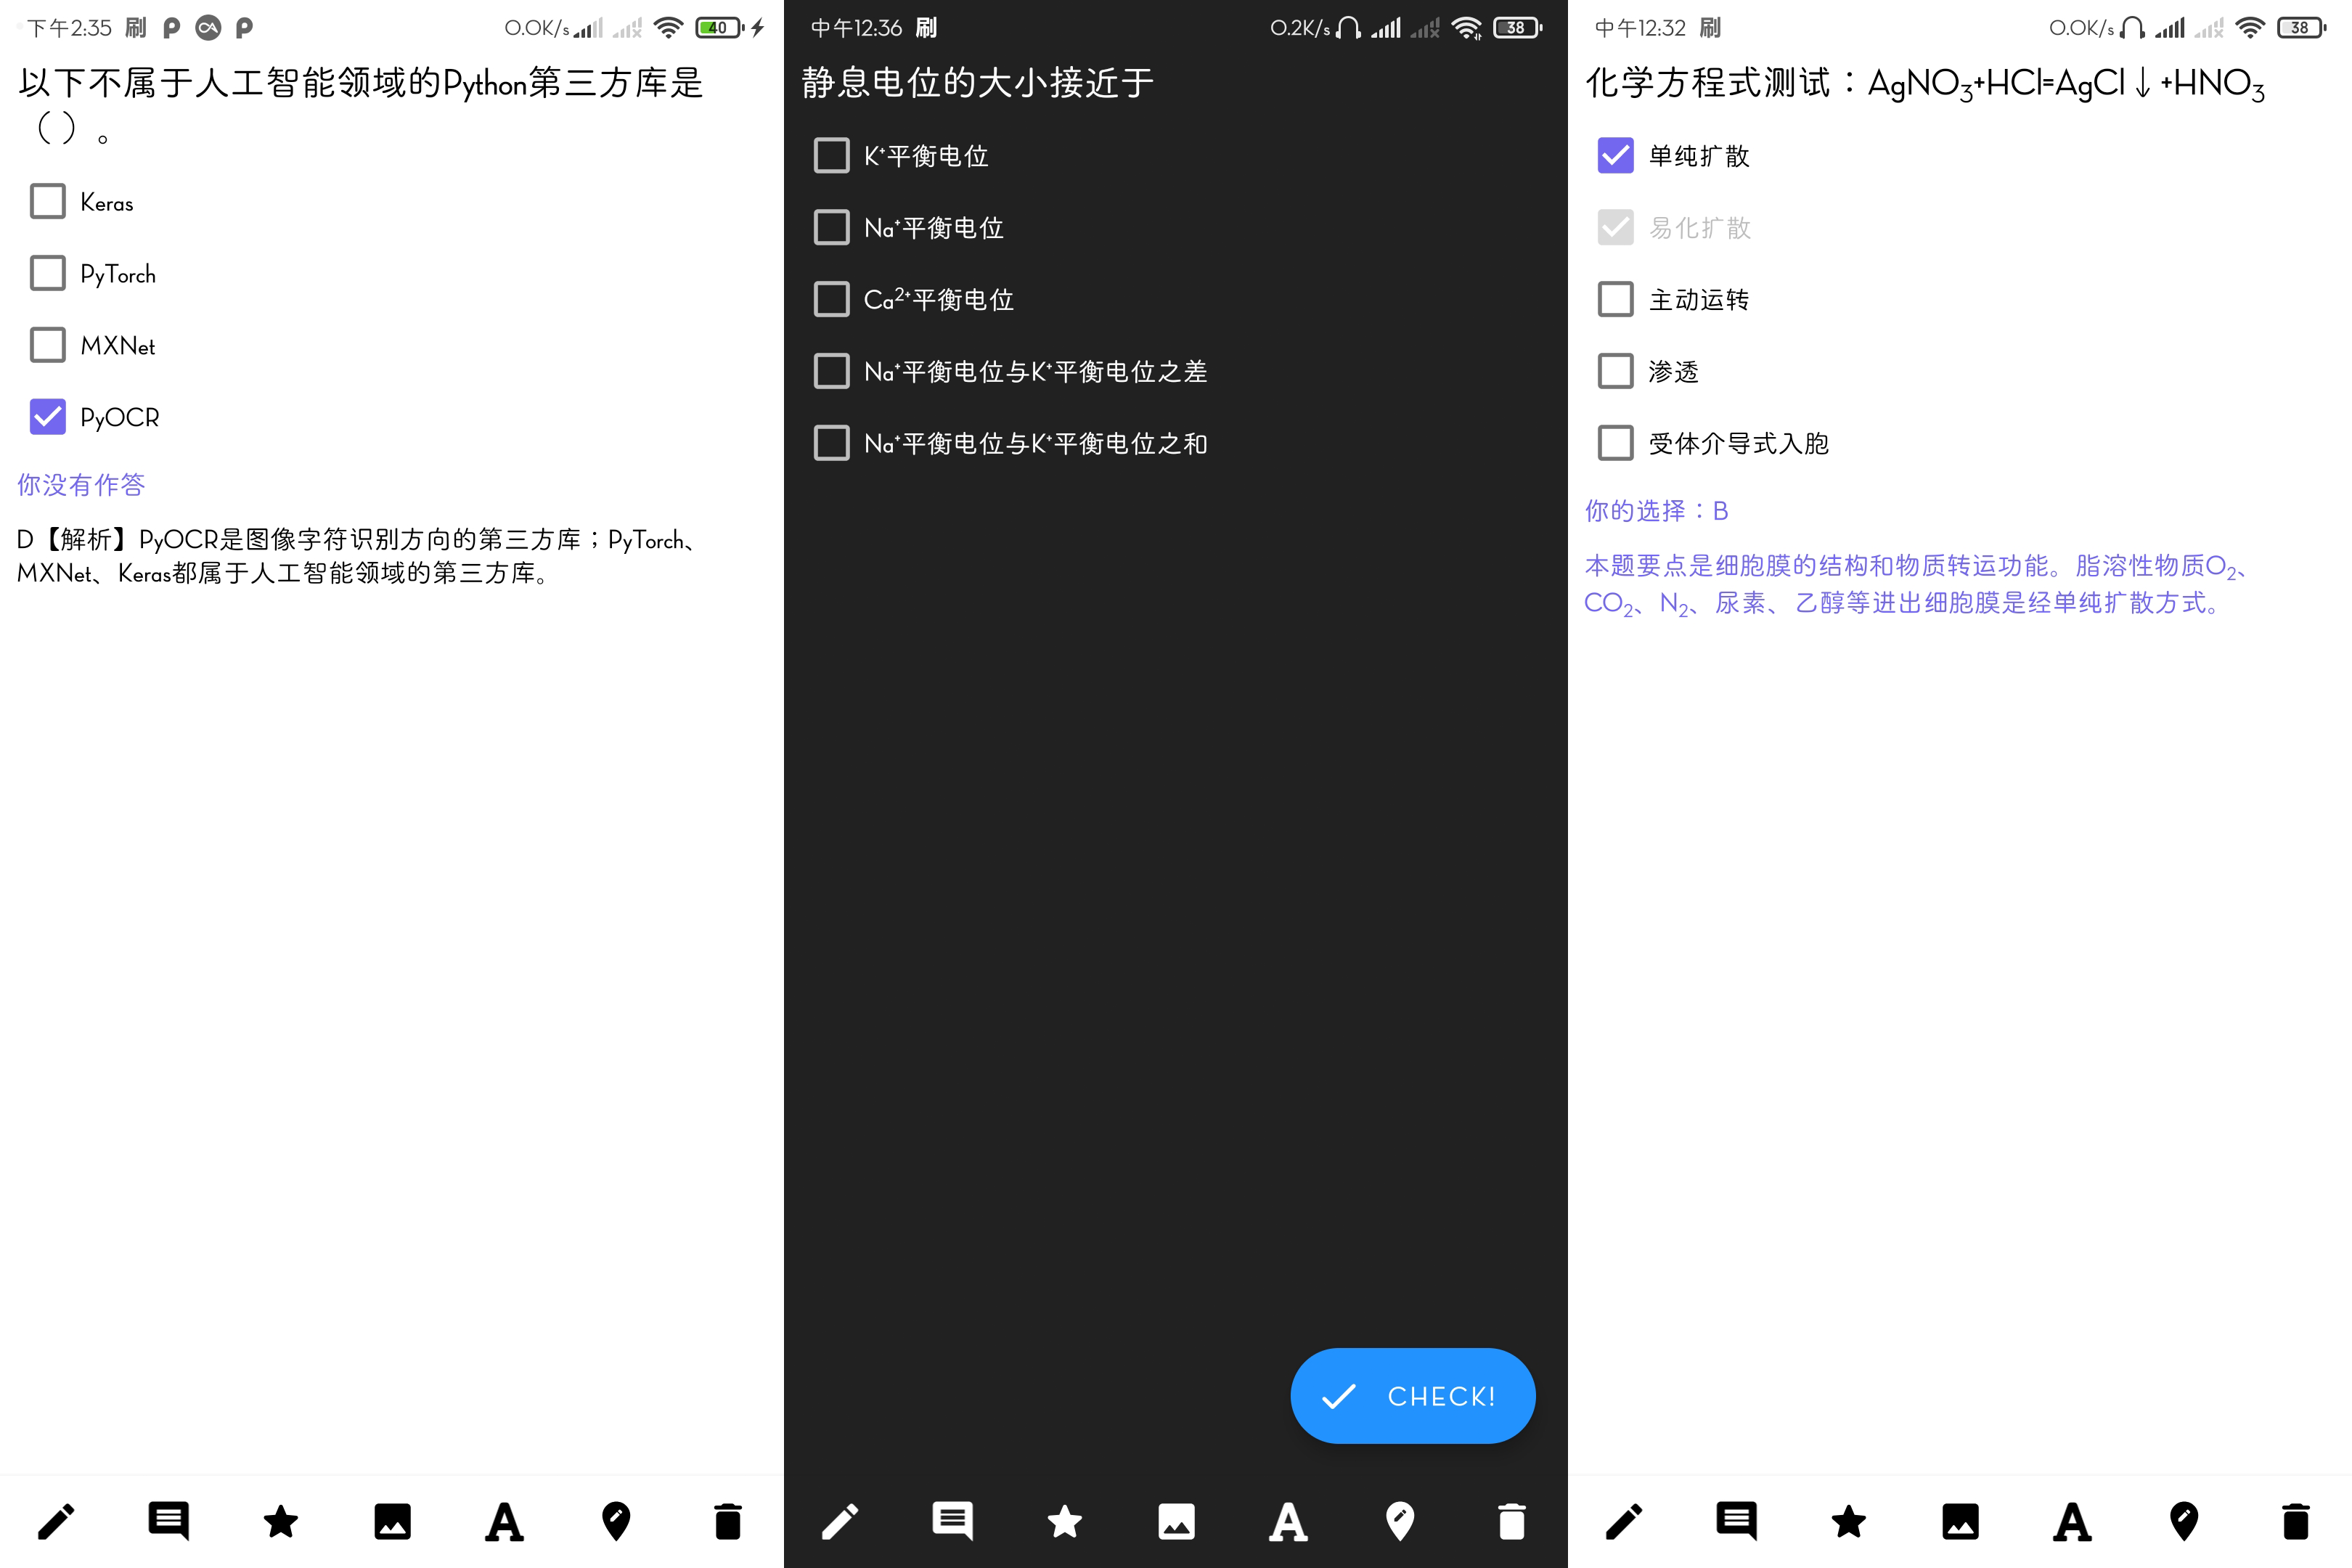 下午2:35 刷 P CA P 0.0K/s 40
以下不属于人工智能领域的Python第三方库是
（ ）。
Keras
PyTorch
MXNet
PyOCR
你没有作答
D【解析】PyOCR是图像字符识别方向的第三方库；PyTorch、
MXNet、Keras都属于人工智能领域的第三方库。
A
中午12:36 刷 0.2K/s 38
静息电位的大小接近于
K⁺平衡电位
Na⁺平衡电位
Ca²⁺平衡电位
Na⁺平衡电位与K⁺平衡电位之差
Na⁺平衡电位与K⁺平衡电位之和
CHECK!
A
中午12:32 刷 0.0K/s 38
化学方程式测试：AgNO₃+HCl=AgCl↓+HNO₃
单纯扩散
易化扩散
主动运转
渗透
受体介导式入胞
你的选择：B
本题要点是细胞膜的结构和物质转运功能。脂溶性物质O₂、
CO₂、N₂、尿素、乙醇等进出细胞膜是经单纯扩散方式。
A